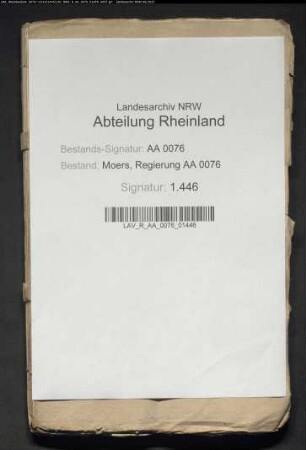 Landesarchiv NRW
Abteilung Rheinland
Bestands-Signatur: AA 0076
Bestand: Moers, Regierung AA 0076
Signatur: 1.446
LAV_R_AA_0076_01446